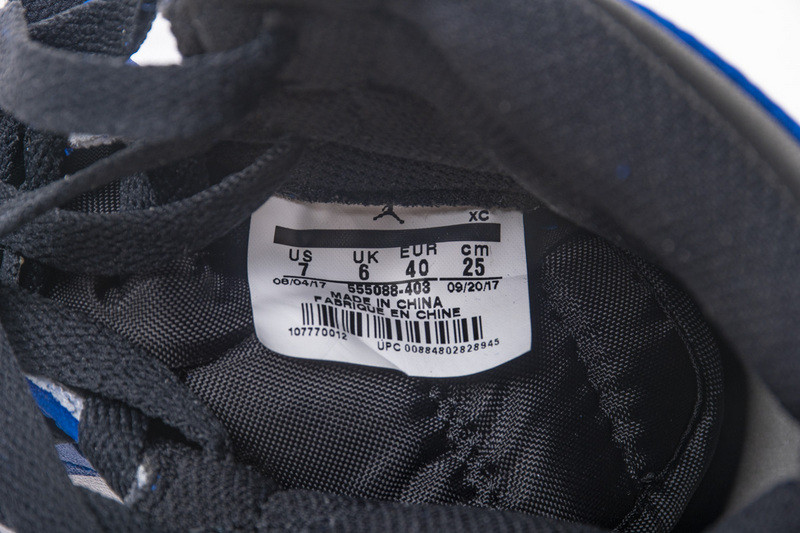 XC
US UK EUR cm
7 6 40 25
08/04/17 555088-403 09/20/17
MADE IN CHINA
FABRIQUE EN CHINE
107770012
UPC 00884802828945